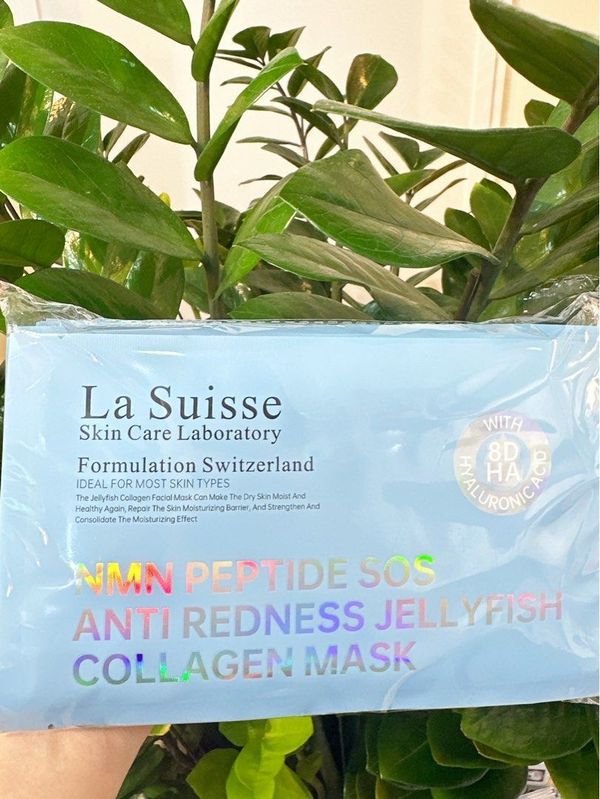 La Suisse
Skin Care Laboratory
Formulation Switzerland
IDEAL FOR MOST SKIN TYPES
The Jellyfish Collagen Facial Mask Can Make The Dry Skin Moist And
Healthy Again, Repair The Skin Moisturizing Barrier, And Strengthen And
Consolidate The Moisturizing Effect
WITH
8D
HA
HYALURONIC ACID
NMN PEPTIDE SOS
ANTI REDNESS JELLYFISH
COLLAGEN MASK